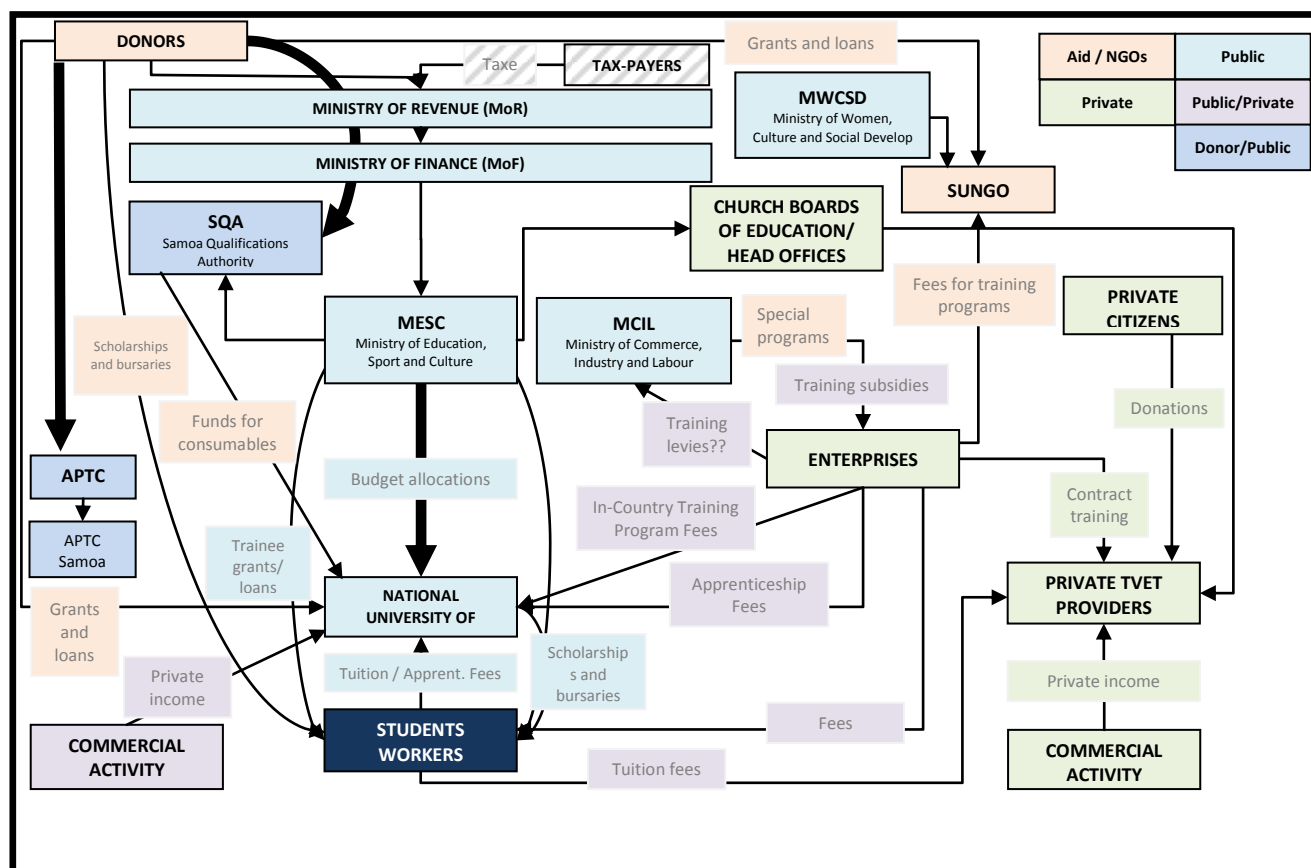 DONORS
Grants and loans
Taxe
TAX-PAYERS
Aid / NGOs
Public
Private
Public/Private
Donor/Public
MINISTRY OF REVENUE (MoR)
MWCSD
Ministry of Women,
Culture and Social Develop
MINISTRY OF FINANCE (MoF)
SUNGO
SQA
Samoa Qualifications
Authority
CHURCH BOARDS
OF EDUCATION/
HEAD OFFICES
Fees for training
programs
PRIVATE
CITIZENS
MESC
Ministry of Education,
Sport and Culture
MCIL
Ministry of Commerce,
Industry and Labour
Special
programs
Scholarships
and bursaries
Training subsidies
Donations
Funds for
consumables
Training
levies??
ENTERPRISES
APTC
Budget allocations
In-Country Training
Program Fees
Contract
training
APTC
Samoa
Trainee
grants/
loans
NATIONAL
UNIVERSITY OF
Apprenticeship
Fees
PRIVATE TVET
PROVIDERS
Grants
and
loans
Private
income
Tuition / Apprent. Fees
Scholarship
s and
bursaries
Private income
STUDENTS
WORKERS
Fees
COMMERCIAL
ACTIVITY
Tuition fees
COMMERCIAL
ACTIVITY